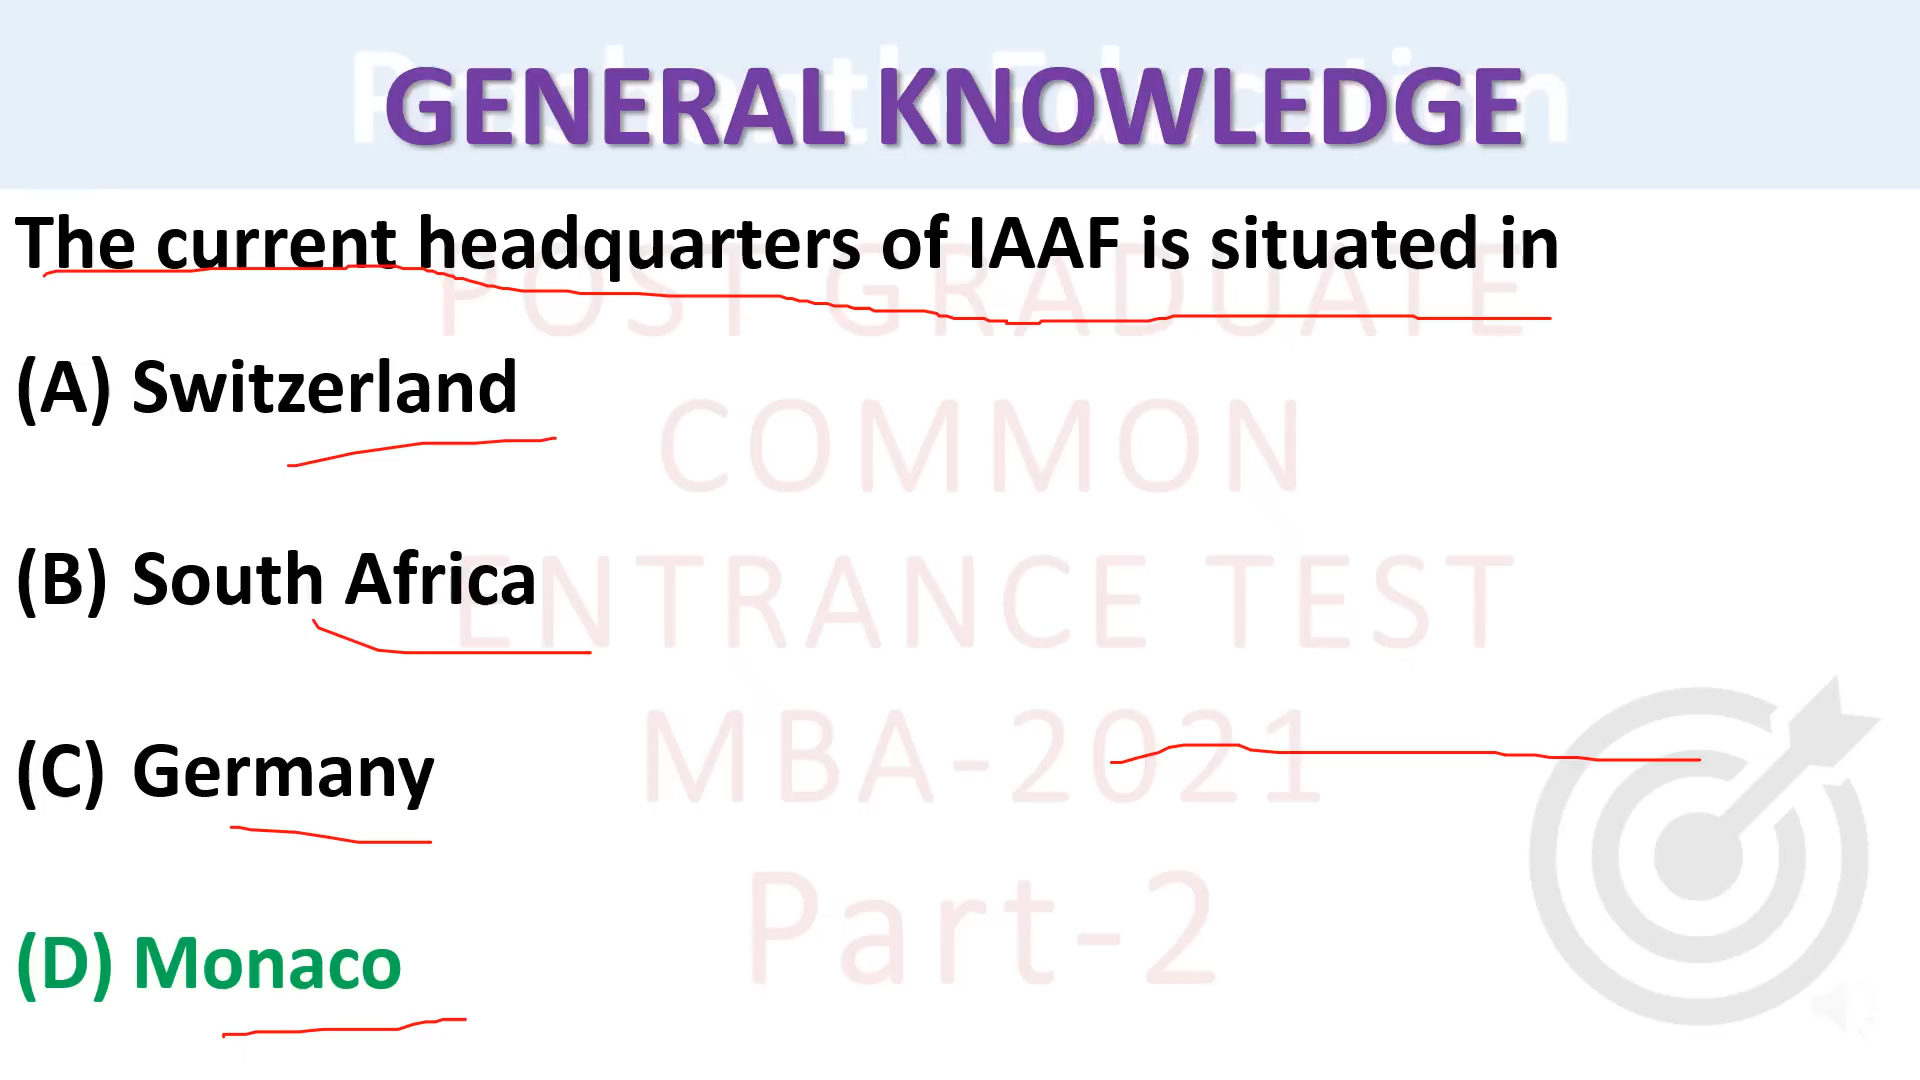 GENERAL KNOWLEDGE
The current headquarters of IAAF is situated in
POST GRADUATE
(A) Switzerland
COMMON
(B) South Africa
ENTRANCE TEST
(C) Germany
MBA-2021
Part-2
(D) Monaco